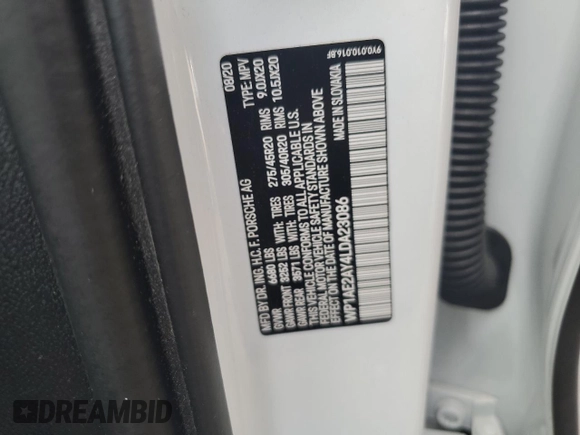 9Y0.010.016.BF
MFD BY DR. ING. H.C. F. PORSCHE AG 08/20
GVWR 6680 LBS TYPE: MPV
GAWR FRONT 3252 LBS WITH: TIRES 275/45R20 RIMS 9.0JX20
GAWR REAR 3571 LBS WITH: TIRES 305/40R20 RIMS 10.5JX20
THIS VEHICLE CONFORMS TO ALL APPLICABLE U.S.
FEDERAL MOTOR VEHICLE SAFETY STANDARDS IN
EFFECT ON THE DATE OF MANUFACTURE SHOWN ABOVE
WP1AE2AY4LDA23086 MADE IN SLOVAKIA
DREAMBID